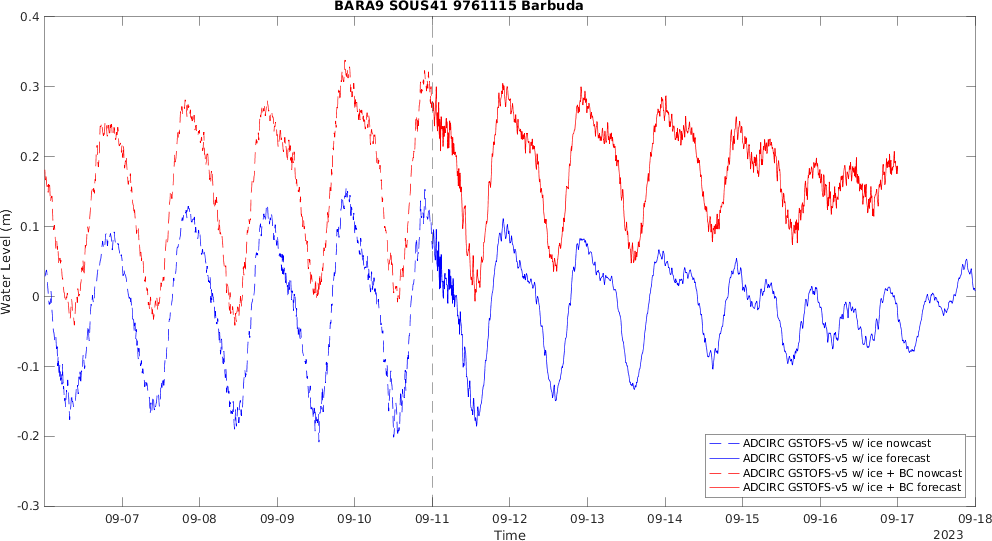 BARA9 SOUS41 9761115 Barbuda
Water Level (m)
0.4
0.3
0.2
0.1
0
-0.1
-0.2
-0.3
ADCIRC GSTOFS-v5 w/ ice nowcast
ADCIRC GSTOFS-v5 w/ ice forecast
ADCIRC GSTOFS-v5 w/ ice + BC nowcast
ADCIRC GSTOFS-v5 w/ ice + BC forecast
09-07 09-08 09-09 09-10 09-11 09-12 09-13 09-14 09-15 09-16 09-17 09-18
Time
2023